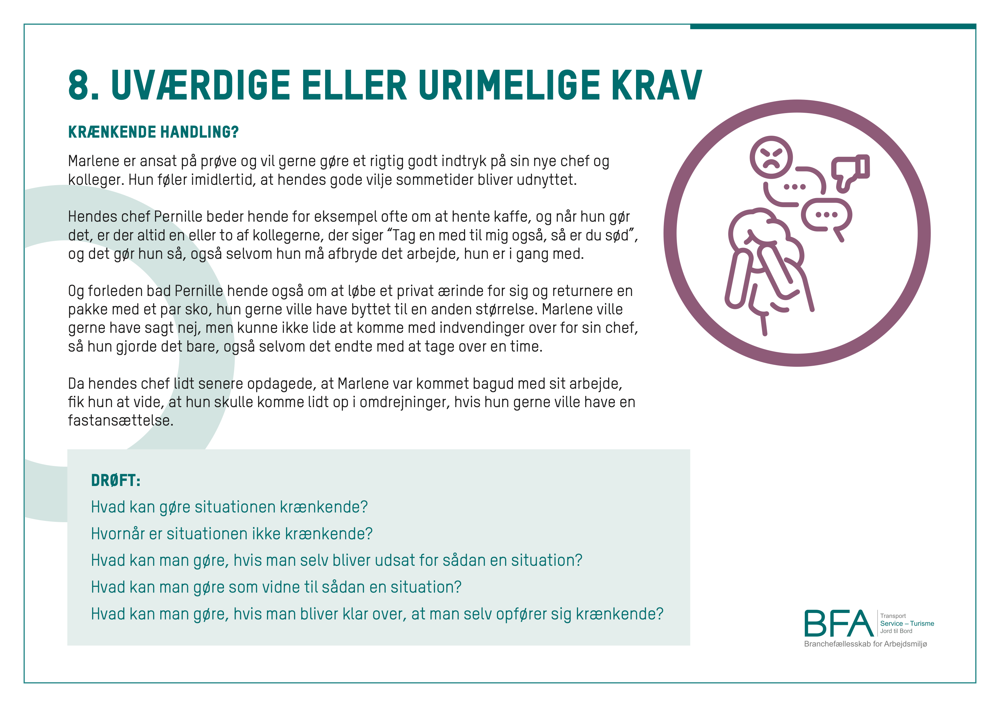 8. UVÆRDIGE ELLER URIMELIGE KRAV
KRÆNKENDE HANDLING?
Marlene er ansat på prøve og vil gerne gøre et rigtig godt indtryk på sin nye chef og
kolleger. Hun føler imidlertid, at hendes gode vilje sommetider bliver udnyttet.
Hendes chef Pernille beder hende for eksempel ofte om at hente kaffe, og når hun gør
det, er der altid en eller to af kollegerne, der siger “Tag en med til mig også, så er du sød”,
og det gør hun så, også selvom hun må afbryde det arbejde, hun er i gang med.
Og forleden bad Pernille hende også om at løbe et privat ærinde for sig og returnere en
pakke med et par sko, hun gerne ville have byttet til en anden størrelse. Marlene ville
gerne have sagt nej, men kunne ikke lide at komme med indvendinger over for sin chef,
så hun gjorde det bare, også selvom det endte med at tage over en time.
Da hendes chef lidt senere opdagede, at Marlene var kommet bagud med sit arbejde,
fik hun at vide, at hun skulle komme lidt op i omdrejninger, hvis hun gerne ville have en
fastansættelse.
DRØFT:
Hvad kan gøre situationen krænkende?
Hvornår er situationen ikke krænkende?
Hvad kan man gøre, hvis man selv bliver udsat for sådan en situation?
Hvad kan man gøre som vidne til sådan en situation?
Hvad kan man gøre, hvis man bliver klar over, at man selv opfører sig krænkende?
BFA
Transport
Service – Turisme
Jord til Bord
Branchefællesskab for Arbejdsmiljø